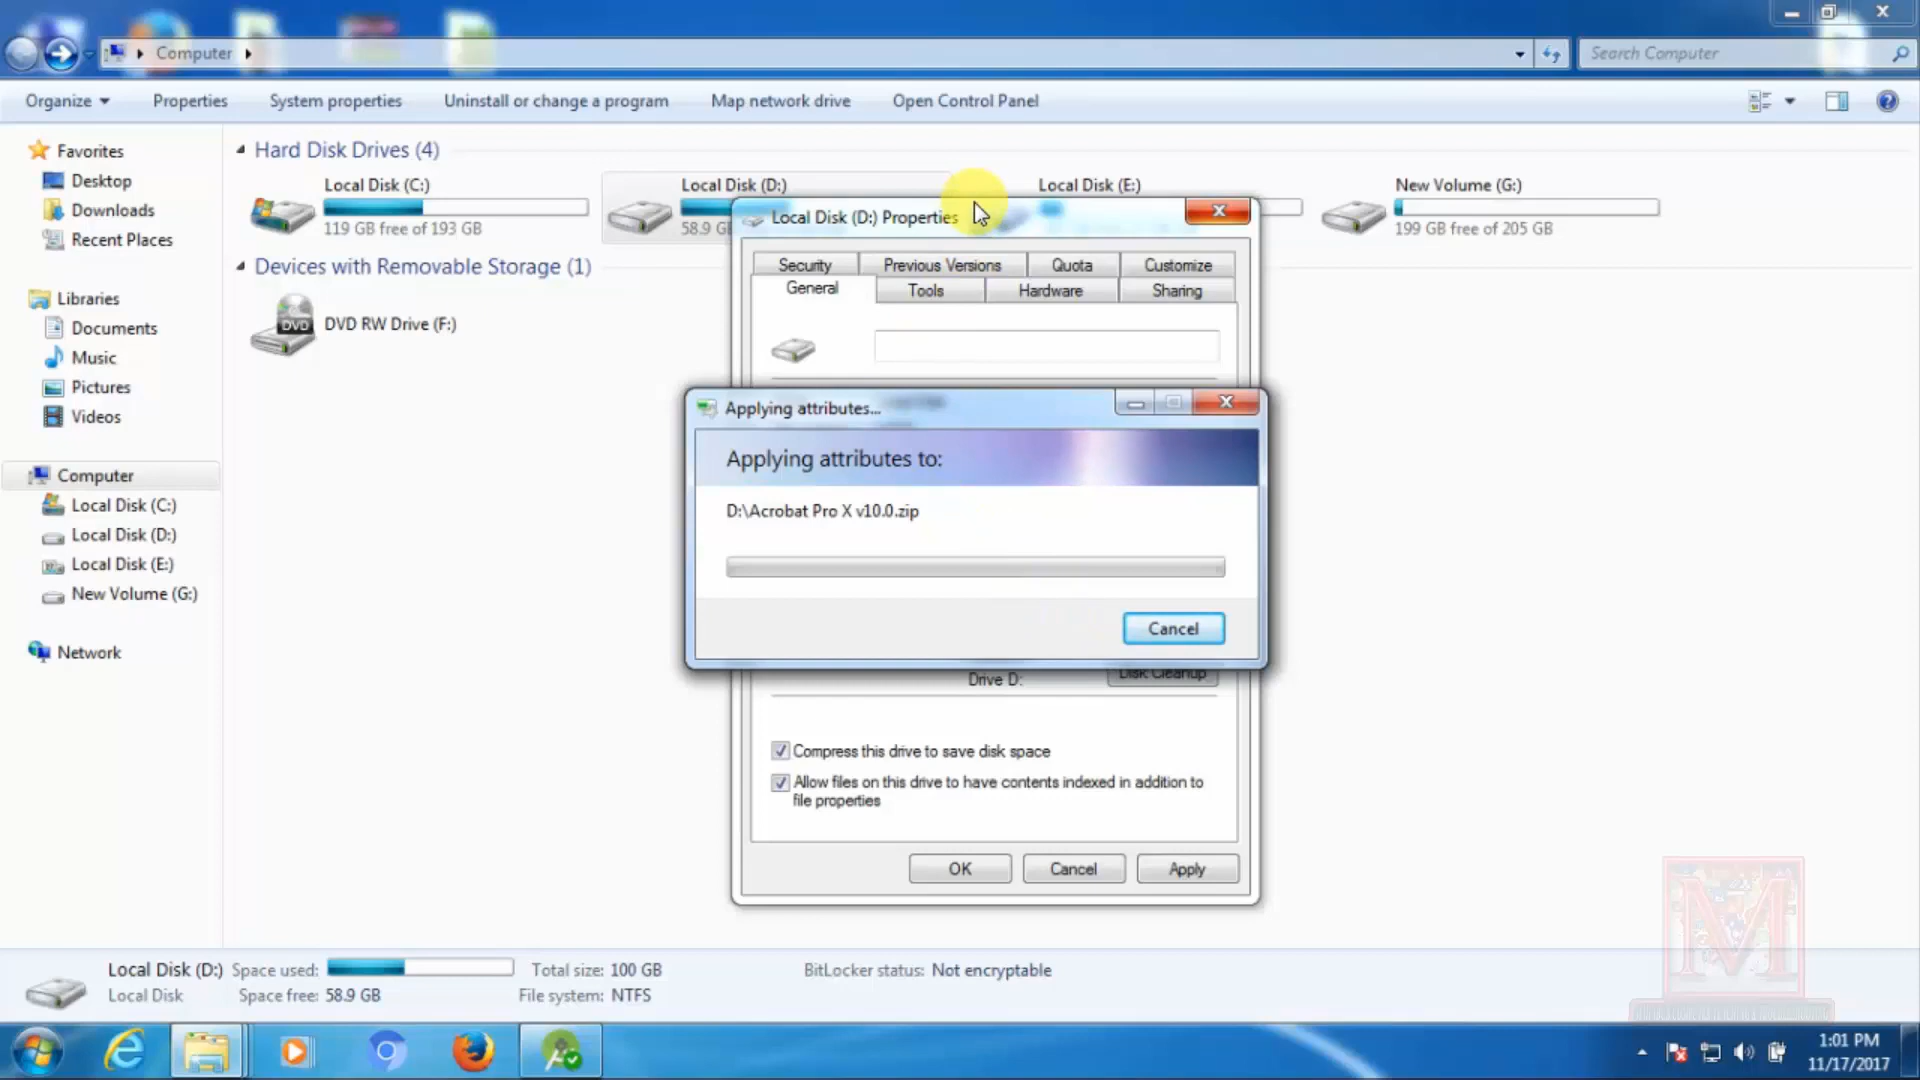 Computer
Search Computer
Organize
Properties
System properties
Uninstall or change a program
Map network drive
Open Control Panel
Favorites
Desktop
Downloads
Recent Places
Libraries
Documents
Music
Pictures
Videos
Computer
Local Disk (C:)
Local Disk (D:)
Local Disk (E:)
New Volume (G:)
Network
Hard Disk Drives (4)
Local Disk (C:)
119 GB free of 193 GB
Local Disk (D:)
58.9 G
Local Disk (E:)
New Volume (G:)
199 GB free of 205 GB
Devices with Removable Storage (1)
DVD
DVD RW Drive (F:)
Local Disk (D:) Properties
Security
Previous Versions
Quota
Customize
General
Tools
Hardware
Sharing
Applying attributes...
Applying attributes to:
D:\Acrobat Pro X v10.0.zip
Cancel
Drive D:
Disk Cleanup
Compress this drive to save disk space
Allow files on this drive to have contents indexed in addition to
file properties
OK
Cancel
Apply
Local Disk (D:)
Space used:
Total size: 100 GB
BitLocker status: Not encryptable
Local Disk
Space free: 58.9 GB
File system: NTFS
M
1:01 PM
11/17/2017